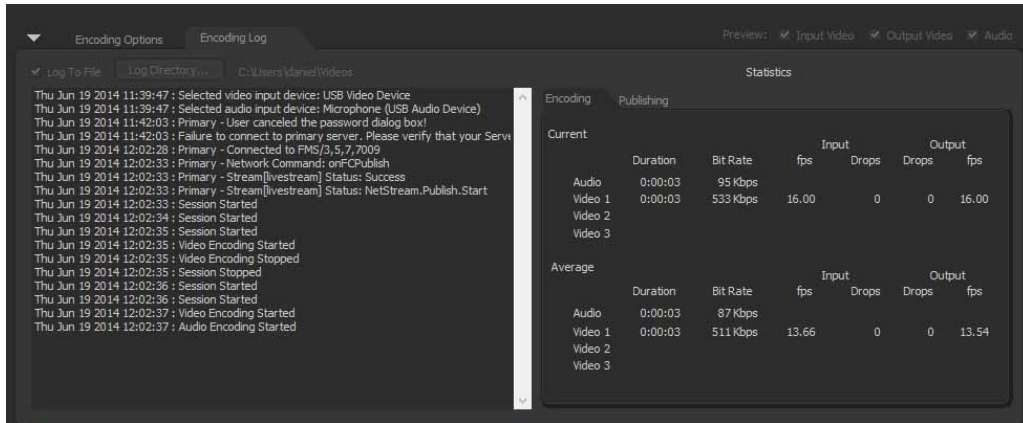 Encoding Options Encoding Log Preview: Input Video Output Video Audio
Log To File Log Directory... C:\Users\daniel\Videos
Thu Jun 19 2014 11:39:47 : Selected video input device: USB Video Device
Thu Jun 19 2014 11:39:47 : Selected audio input device: Microphone (USB Audio Device)
Thu Jun 19 2014 11:42:03 : Primary - User canceled the password dialog box!
Thu Jun 19 2014 11:42:03 : Failure to connect to primary server. Please verify that your Serve
Thu Jun 19 2014 12:02:28 : Primary - Connected to FMS/3,5,7,7009
Thu Jun 19 2014 12:02:33 : Primary - Network Command: onFCPublish
Thu Jun 19 2014 12:02:33 : Primary - Stream[livestream] Status: Success
Thu Jun 19 2014 12:02:33 : Primary - Stream[livestream] Status: NetStream.Publish.Start
Thu Jun 19 2014 12:02:33 : Session Started
Thu Jun 19 2014 12:02:34 : Session Started
Thu Jun 19 2014 12:02:35 : Session Started
Thu Jun 19 2014 12:02:35 : Video Encoding Started
Thu Jun 19 2014 12:02:35 : Video Encoding Stopped
Thu Jun 19 2014 12:02:35 : Session Stopped
Thu Jun 19 2014 12:02:36 : Session Started
Thu Jun 19 2014 12:02:36 : Session Started
Thu Jun 19 2014 12:02:37 : Video Encoding Started
Thu Jun 19 2014 12:02:37 : Audio Encoding Started
Statistics
Encoding Publishing
Current
Input Output
Duration Bit Rate fps Drops Drops fps
Audio 0:00:03 95 Kbps
Video 1 0:00:03 533 Kbps 16.00 0 0 16.00
Video 2
Video 3
Average
Input Output
Duration Bit Rate fps Drops Drops fps
Audio 0:00:03 87 Kbps
Video 1 0:00:03 511 Kbps 13.66 0 0 13.54
Video 2
Video 3